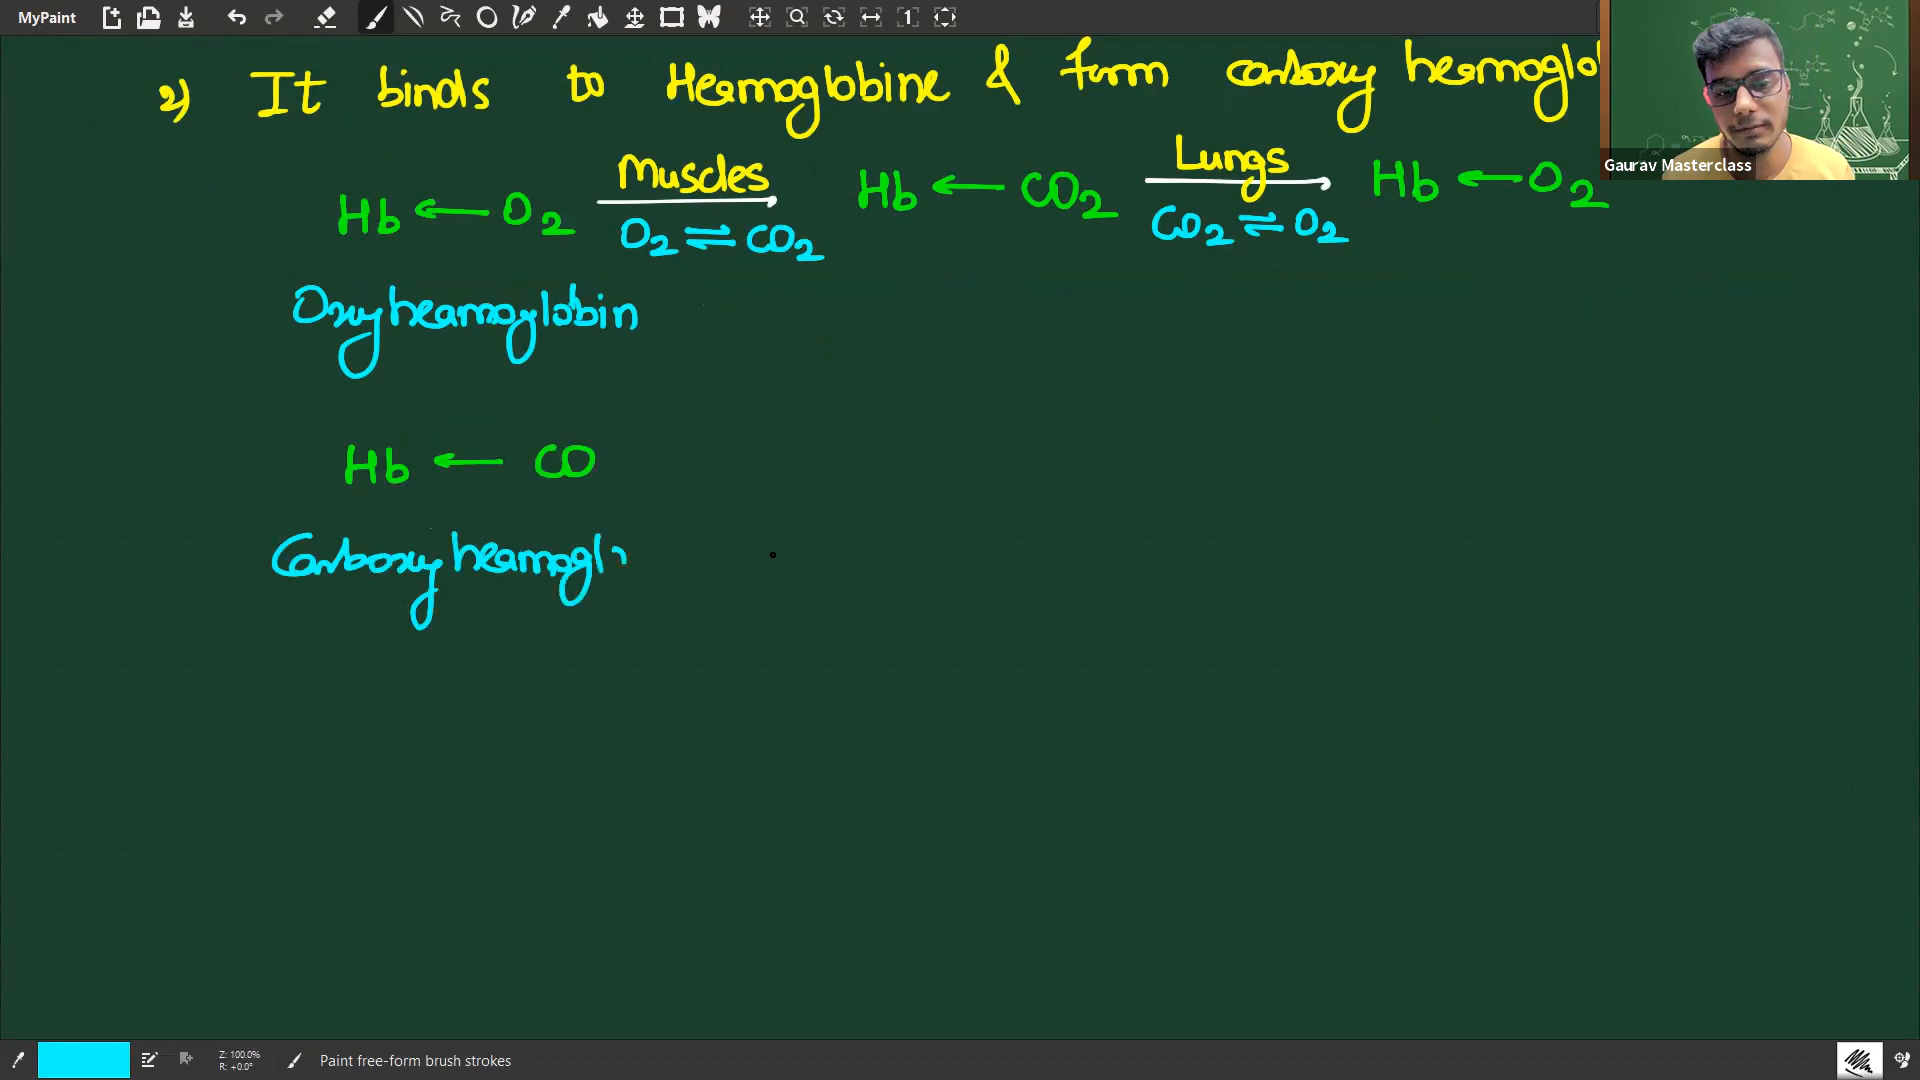 MyPaint
2) It binds to Heamoglobine & form carboxy heamoglob
Gaurav Masterclass
Hb ← O2 Muscles Hb ← CO2 Lungs Hb ← O2
O2 ⇌ CO2 CO2 ⇌ O2
Oxyheamoglobin
Hb ← CO
Carboxyheamogl
Z: 100.0%
R: +0.0°
Paint free-form brush strokes